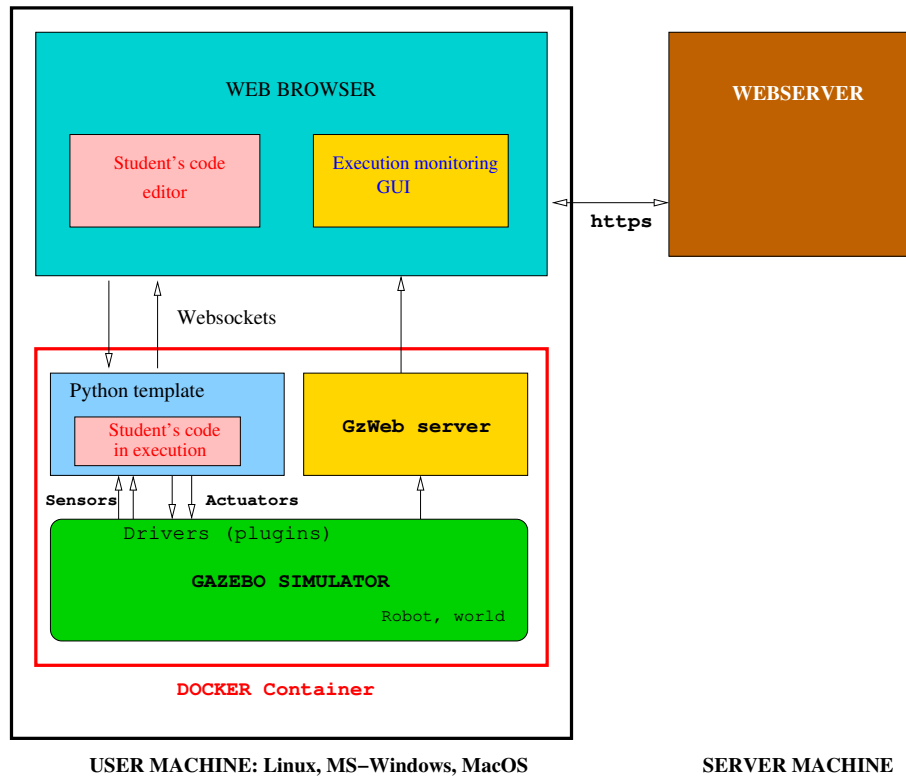 WEB BROWSER
WEBSERVER
Student's code
editor
Execution monitoring
GUI
https
Websockets
Python template
Student's code
in execution
GzWeb server
Sensors
Actuators
Drivers (plugins)
GAZEBO SIMULATOR
Robot, world
DOCKER Container
USER MACHINE: Linux, MS−Windows, MacOS
SERVER MACHINE